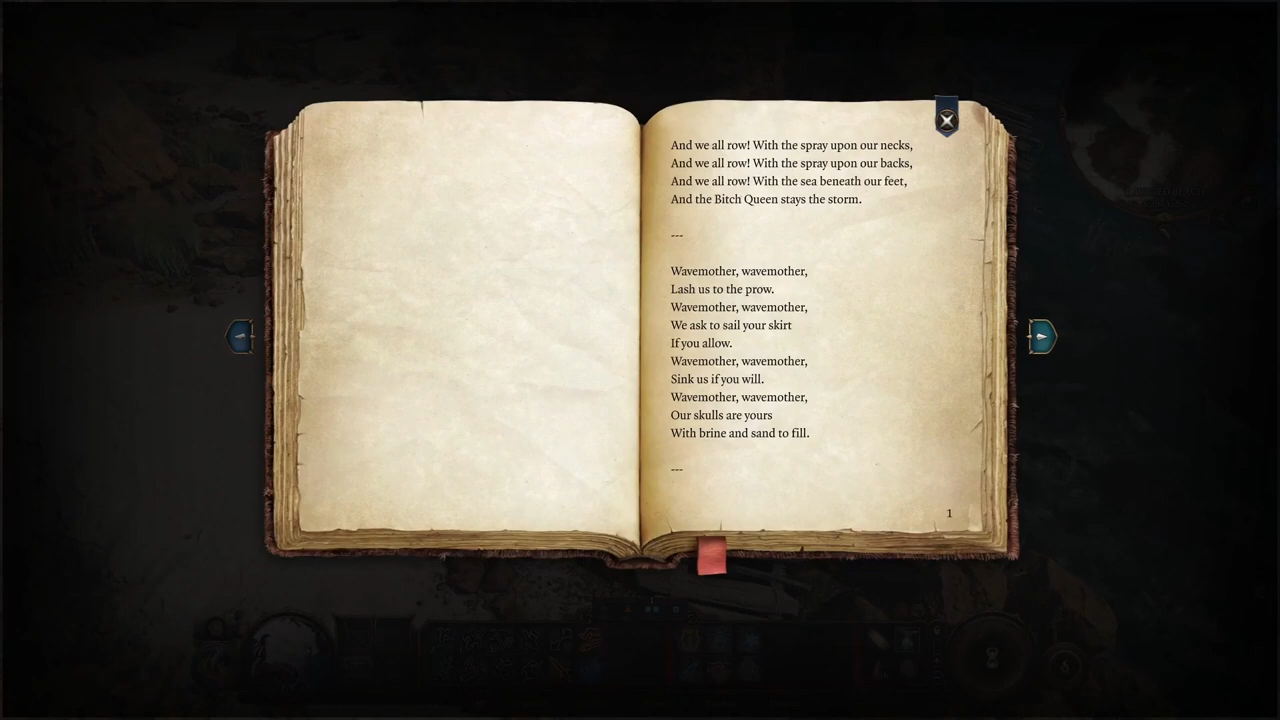 And we all row! With the spray upon our necks,
And we all row! With the spray upon our backs,
And we all row! With the sea beneath our feet,
And the Bitch Queen stays the storm.
---
Wavemother, wavemother,
Lash us to the prow.
Wavemother, wavemother,
We ask to sail your skirt
If you allow.
Wavemother, wavemother,
Sink us if you will.
Wavemother, wavemother,
Our skulls are yours
With brine and sand to fill.
---
1